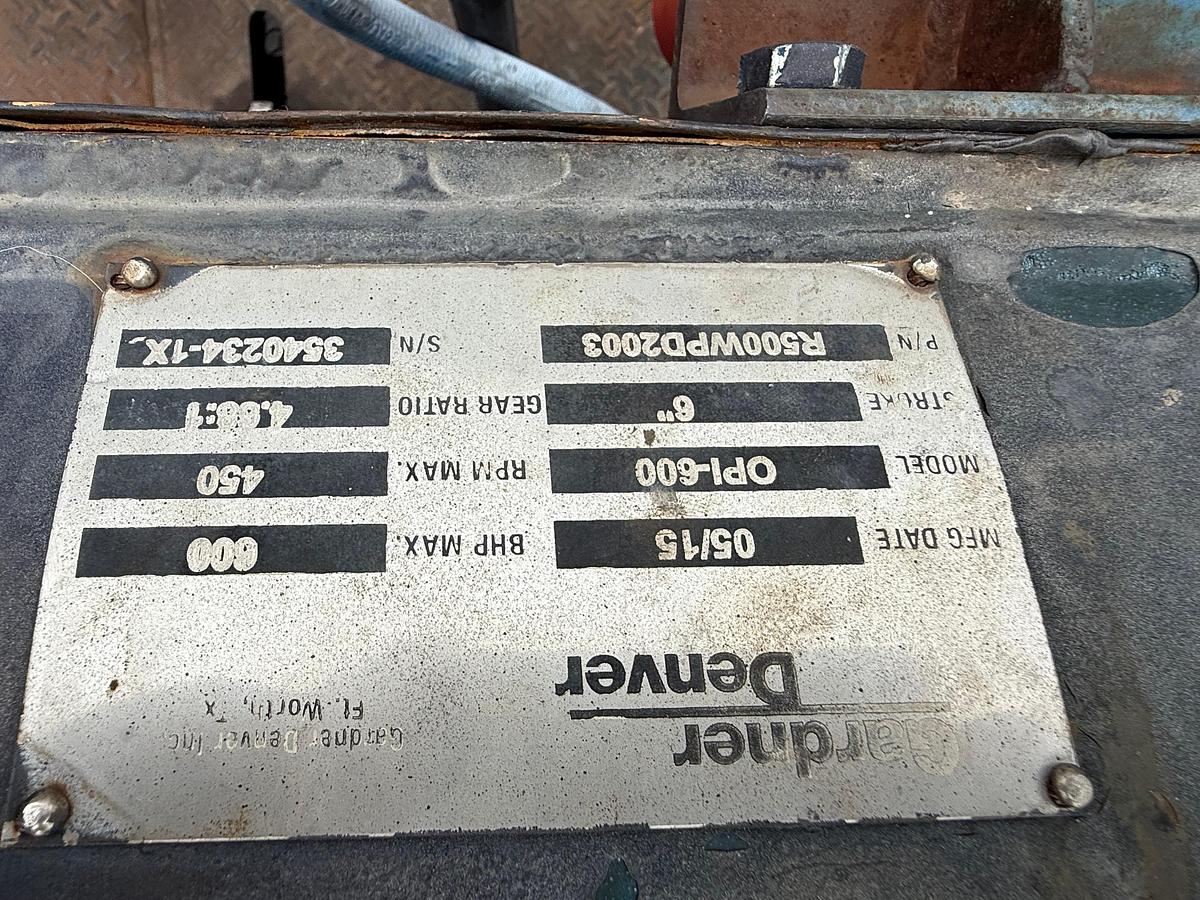 Gardner
Denver
Gardner Denver Inc
Ft. Worth, Tx
MFG DATE 05/15 BHP MAX. 600
MODEL OPI-600 RPM MAX. 450
STROKE 6" GEAR RATIO 4.68:1
P/N R500WPD2003 S/N 3540234-1X